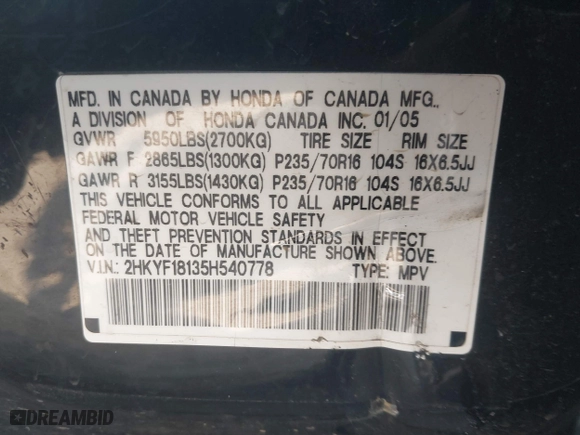 MFD. IN CANADA BY HONDA OF CANADA MFG.,
A DIVISION OF HONDA CANADA INC. 01/05
GVWR 5950LBS(2700KG) TIRE SIZE RIM SIZE
GAWR F 2865LBS(1300KG) P235/70R16 104S 16X6.5JJ
GAWR R 3155LBS(1430KG) P235/70R16 104S 16X6.5JJ
THIS VEHICLE CONFORMS TO ALL APPLICABLE
FEDERAL MOTOR VEHICLE SAFETY
AND THEFT PREVENTION STANDARDS IN EFFECT
ON THE DATE OF MANUFACTURE SHOWN ABOVE.
V.I.N.: 2HKYF18135H540778 TYPE: MPV
DREAMBID